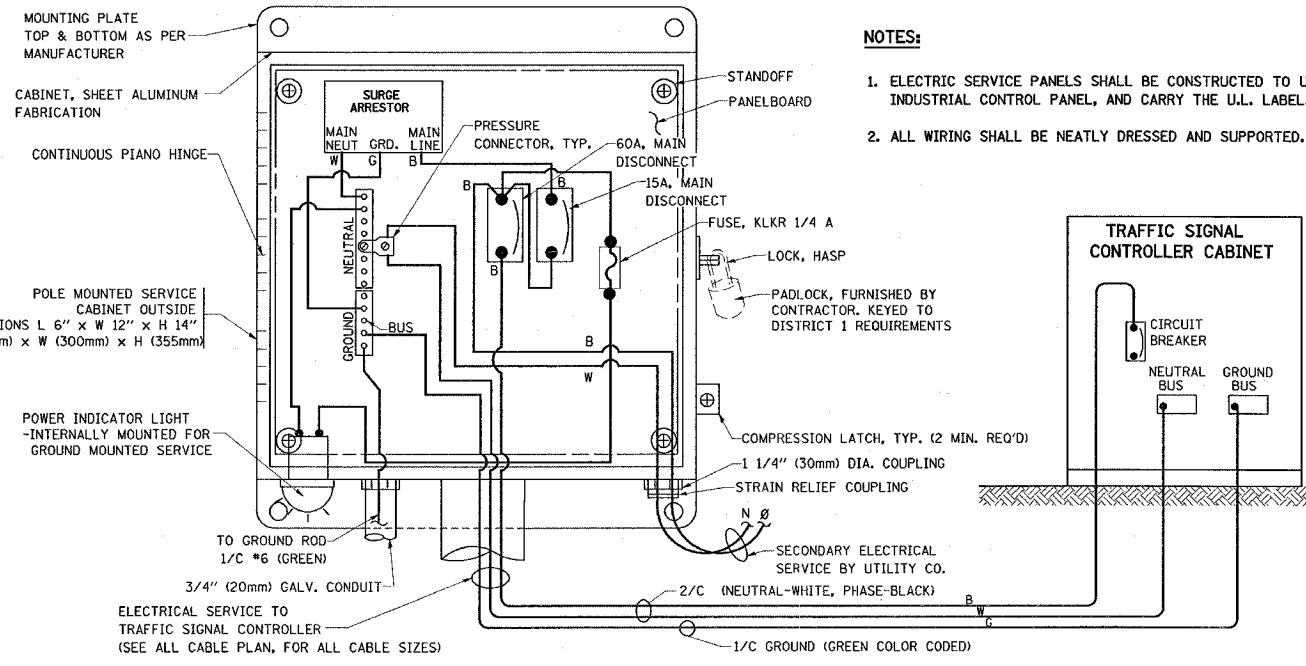 MOUNTING PLATE
TOP & BOTTOM AS PER
MANUFACTURER
CABINET, SHEET ALUMINUM
FABRICATION
CONTINUOUS PIANO HINGE
POLE MOUNTED SERVICE
CABINET OUTSIDE
L 6" x W 12" x H 14"
x W (300mm) x H (355mm)
POWER INDICATOR LIGHT
-INTERNALLY MOUNTED FOR
GROUND MOUNTED SERVICE
SURGE
ARRESTOR
MAIN
NEUT
GRD.
MAIN
LINE
W
G
B
NEUTRAL
GROUND
BUS
PRESSURE
CONNECTOR, TYP.
STANDOFF
PANELBOARD
60A, MAIN
DISCONNECT
15A, MAIN
DISCONNECT
FUSE, KLKR 1/4 A
B
B
B
B
W
LOCK, HASP
PADLOCK, FURNISHED BY
CONTRACTOR. KEYED TO
DISTRICT 1 REQUIREMENTS
COMPRESSION LATCH, TYP. (2 MIN. REQ'D)
1 1/4" (30mm) DIA. COUPLING
STRAIN RELIEF COUPLING
N Ø
SECONDARY ELECTRICAL
SERVICE BY UTILITY CO.
TO GROUND ROD
1/C #6 (GREEN)
3/4" (20mm) GALV. CONDUIT
ELECTRICAL SERVICE TO
TRAFFIC SIGNAL CONTROLLER
(SEE ALL CABLE PLAN, FOR ALL CABLE SIZES)
2/C (NEUTRAL-WHITE, PHASE-BLACK)
B
W
G
1/C GROUND (GREEN COLOR CODED)
NOTES:
1. ELECTRIC SERVICE PANELS SHALL BE CONSTRUCTED TO
INDUSTRIAL CONTROL PANEL, AND CARRY THE U.L. LABEL.
2. ALL WIRING SHALL BE NEATLY DRESSED AND SUPPORTED.
TRAFFIC SIGNAL
CONTROLLER CABINET
CIRCUIT
BREAKER
NEUTRAL
BUS
GROUND
BUS